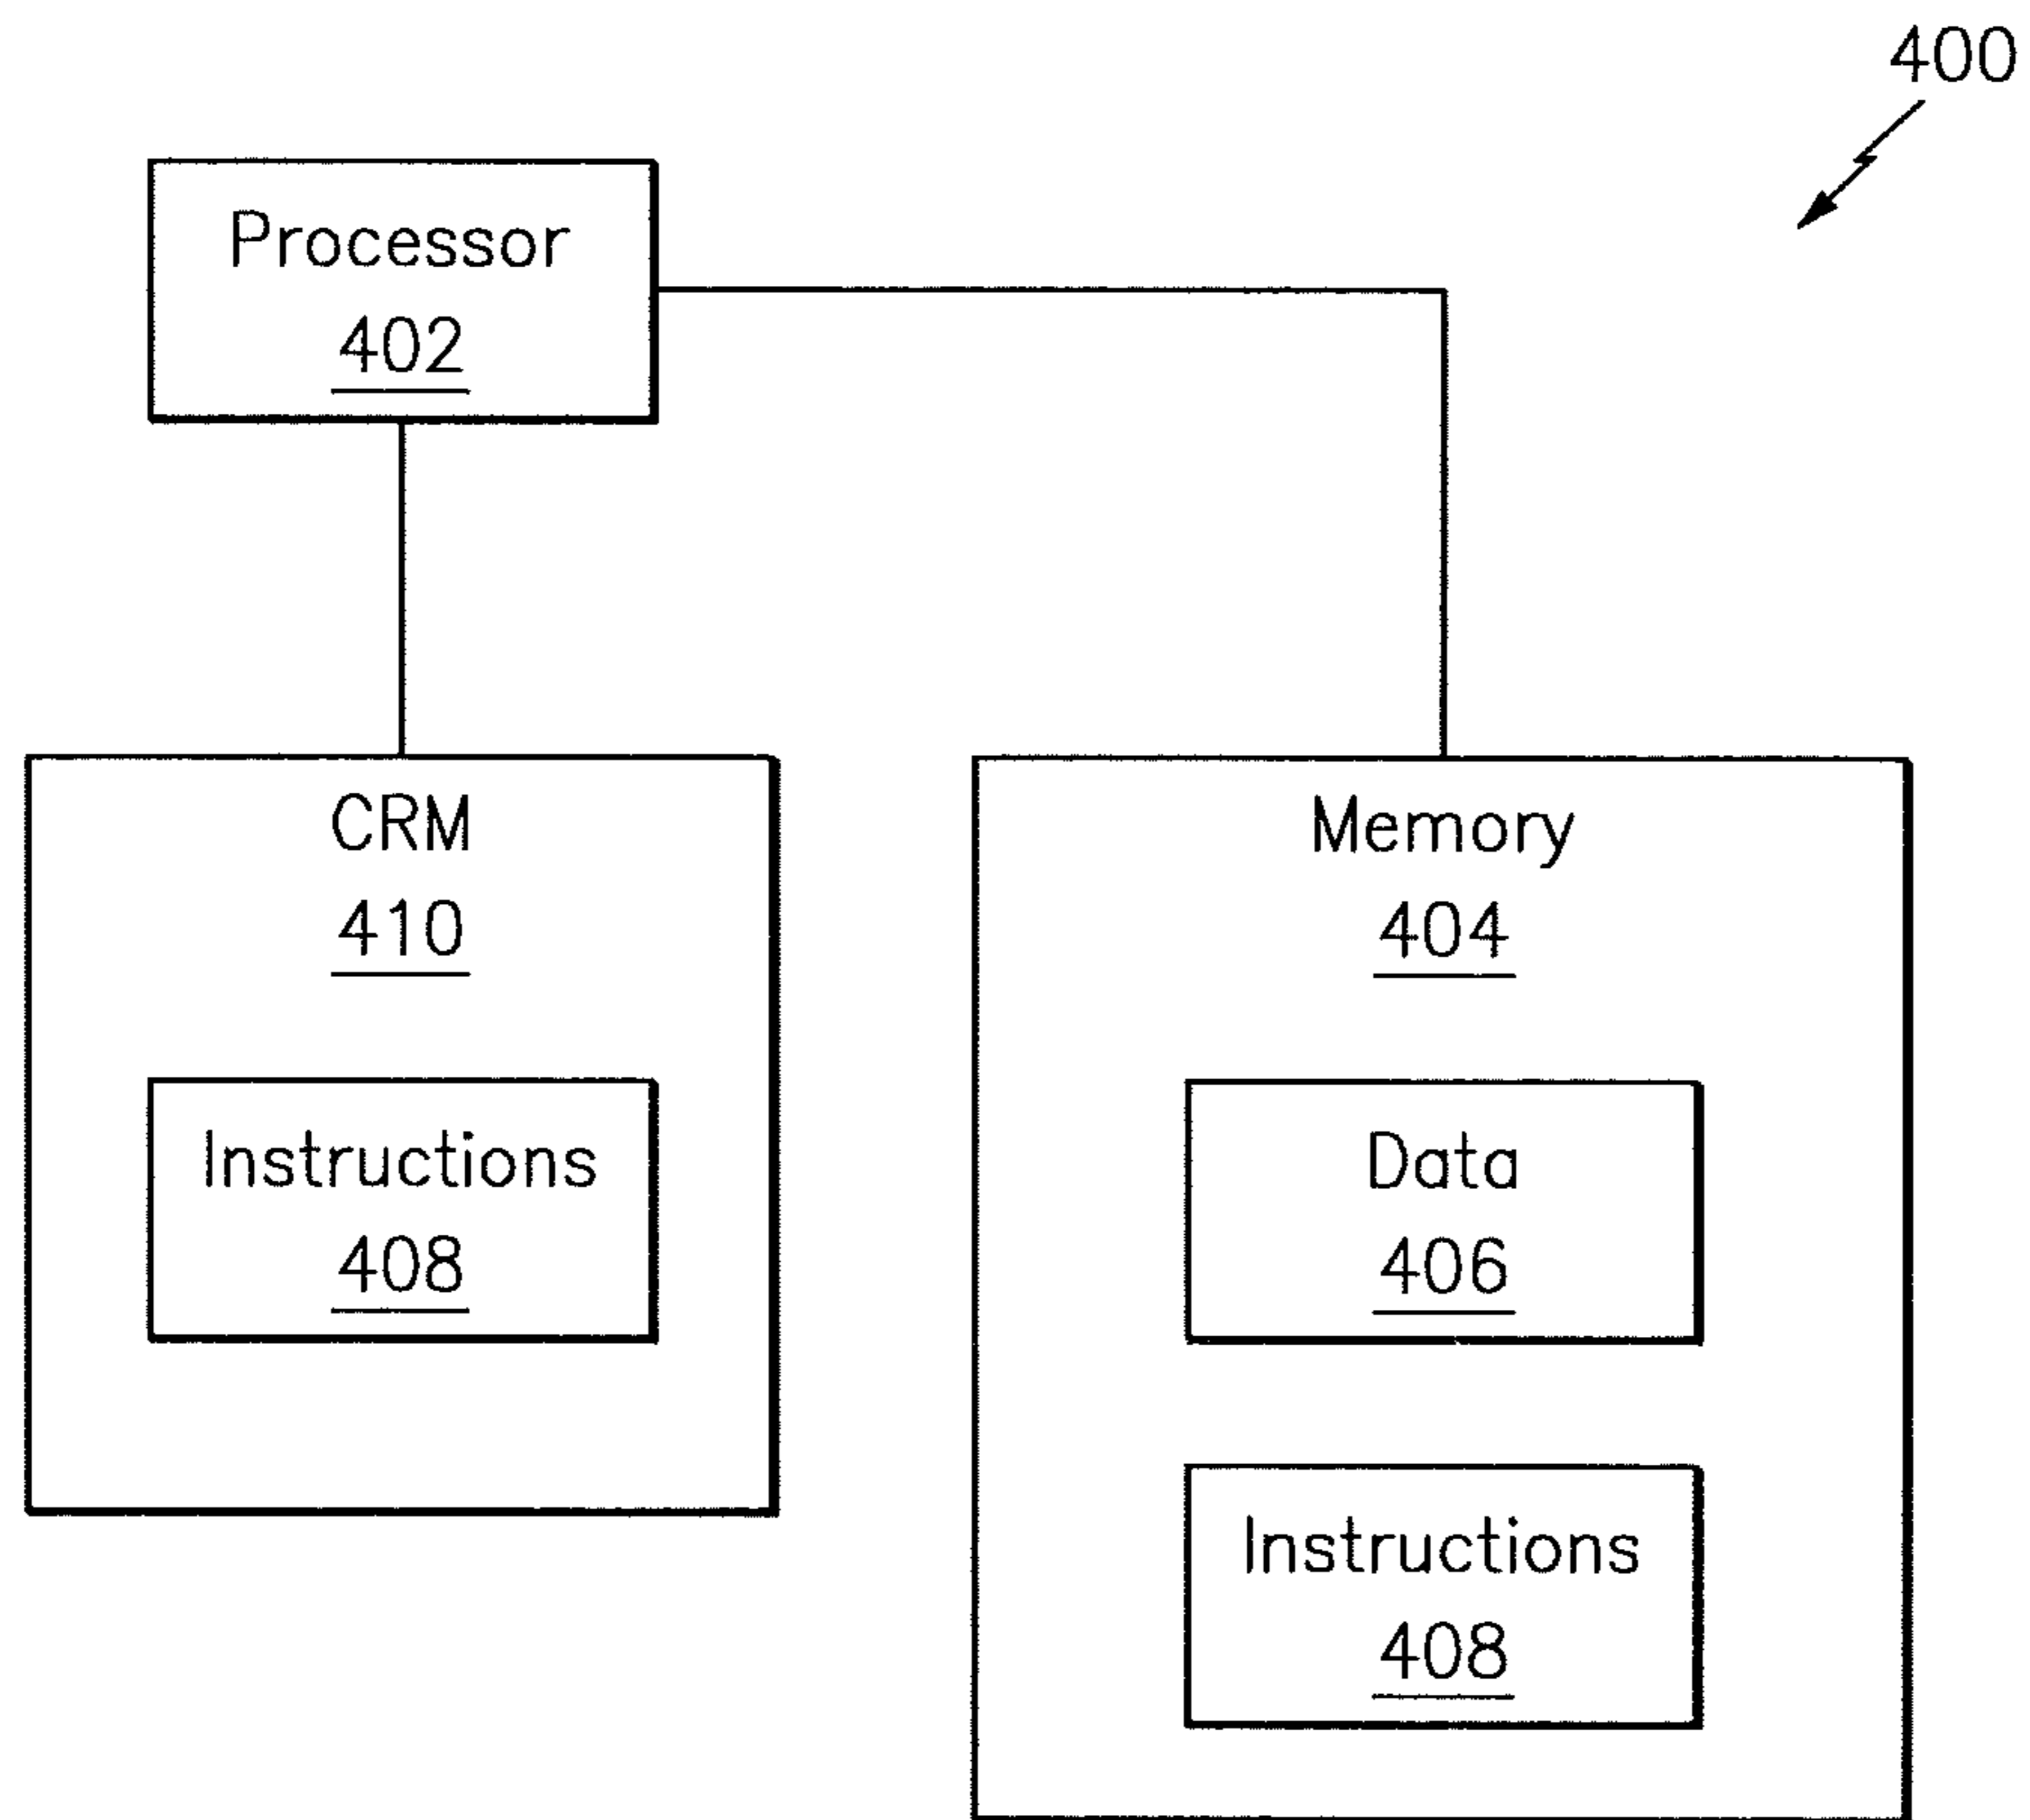 400
Processor
402
CRM
410
Instructions
408
Memory
404
Data
406
Instructions
408